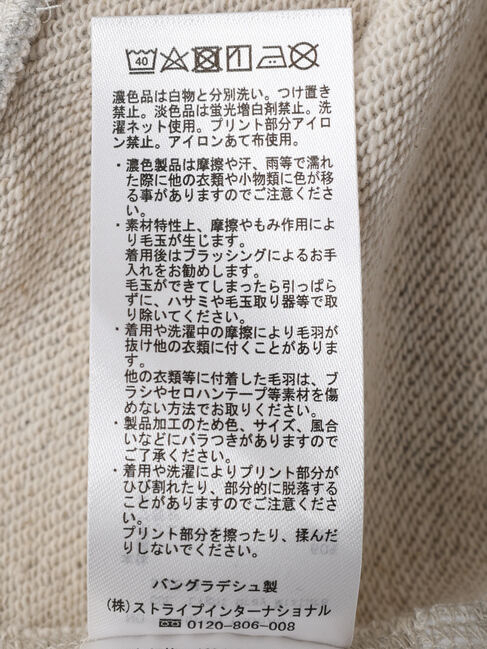 40
濃色品は白物と分別洗い。つけ置き
禁止。淡色品は蛍光増白剤禁止。洗
濯ネット使用。プリント部分アイロ
ン禁止。アイロンあて布使用。
・濃色製品は摩擦や汗、雨等で濡れ
た際に他の衣類や小物類に色が移
る事がありますのでご注意くださ
い。
・素材特性上、摩擦やもみ作用によ
り毛玉が生じます。
着用後はブラッシングによるお手
入れをお勧めします。
毛玉ができてしまったら引っぱら
ずに、ハサミや毛玉取り器等で取
り除いてください。
・着用や洗濯中の摩擦により毛羽が
抜け他の衣類に付くことがありま
す。
他の衣類等に付着した毛羽は、ブ
ラシやセロハンテープ等素材を傷
めない方法でお取りください。
・製品加工のため色、サイズ、風合
いなどにバラつきがありますので
ご了承ください。
・着用や洗濯によりプリント部分が
ひび割れたり、部分的に脱落する
ことがありますのでご注意くださ
い。
プリント部分を擦ったり、揉んだ
りしないでください。
バングラデシュ製
(株)ストライプインターナショナル
0120-806-008